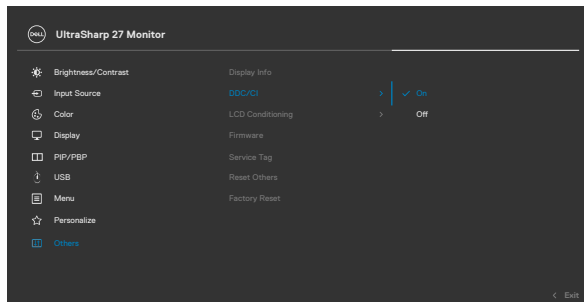 DELL UltraSharp 27 Monitor
Brightness/Contrast Display Info
Input Source DDC/CI On
Color LCD Conditioning Off
Display Firmware
PIP/PBP Service Tag
USB Reset Others
Menu Factory Reset
Personalize
Others
Exit